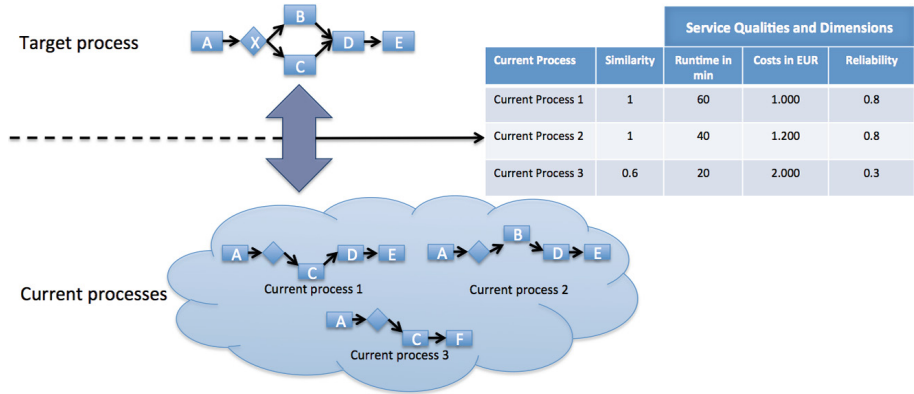 Target process
A X B C D E
Service Qualities and Dimensions
Current Process Similarity Runtime in min Costs in EUR Reliability
Current Process 1 1 60 1.000 0.8
Current Process 2 1 40 1.200 0.8
Current Process 3 0.6 20 2.000 0.3
Current processes
A C D E
Current process 1
A B D E
Current process 2
A C F
Current process 3